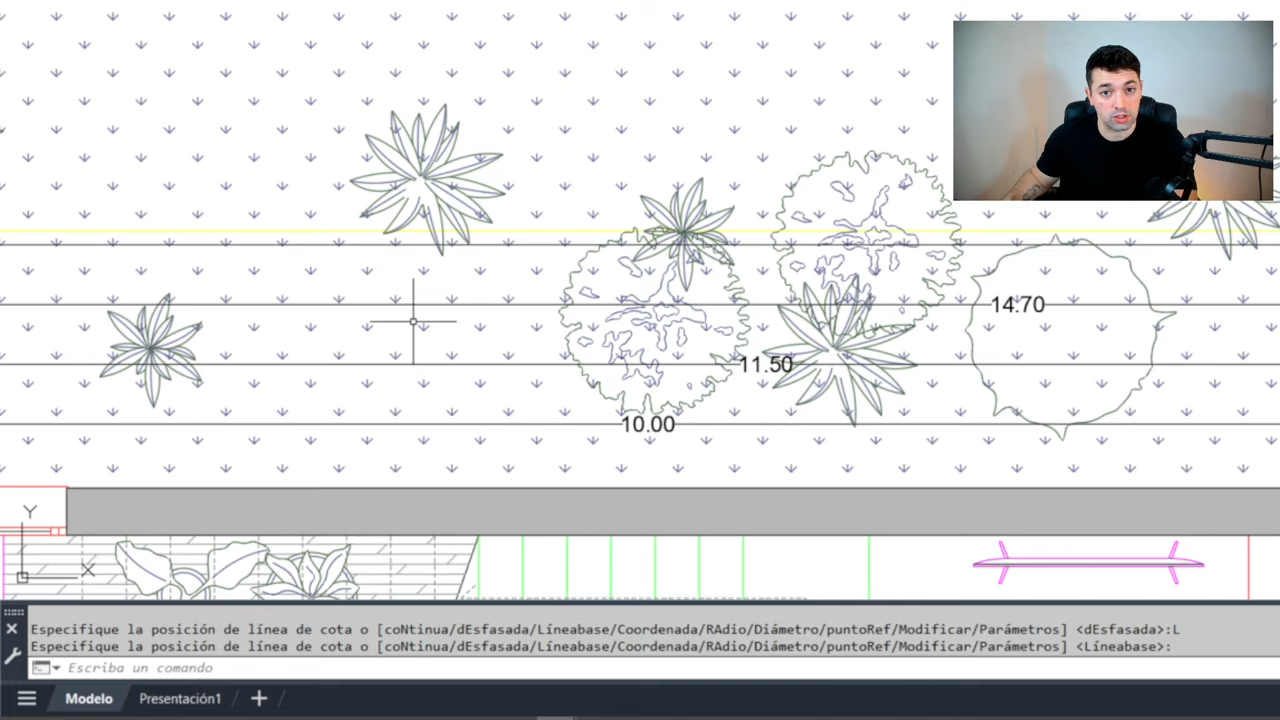 14.70
11.50
10.00
Y
X
Especifique la posición de línea de cota o [coNtinua/dEsfasada/Líneabase/Coordenada/RAdio/Diámetro/puntoRef/Modificar/Parámetros] <dEsfasada>:L
Especifique la posición de línea de cota o [coNtinua/dEsfasada/Líneabase/Coordenada/RAdio/Diámetro/puntoRef/Modificar/Parámetros] <Líneabase>:
Escriba un comando
Modelo Presentación1 +